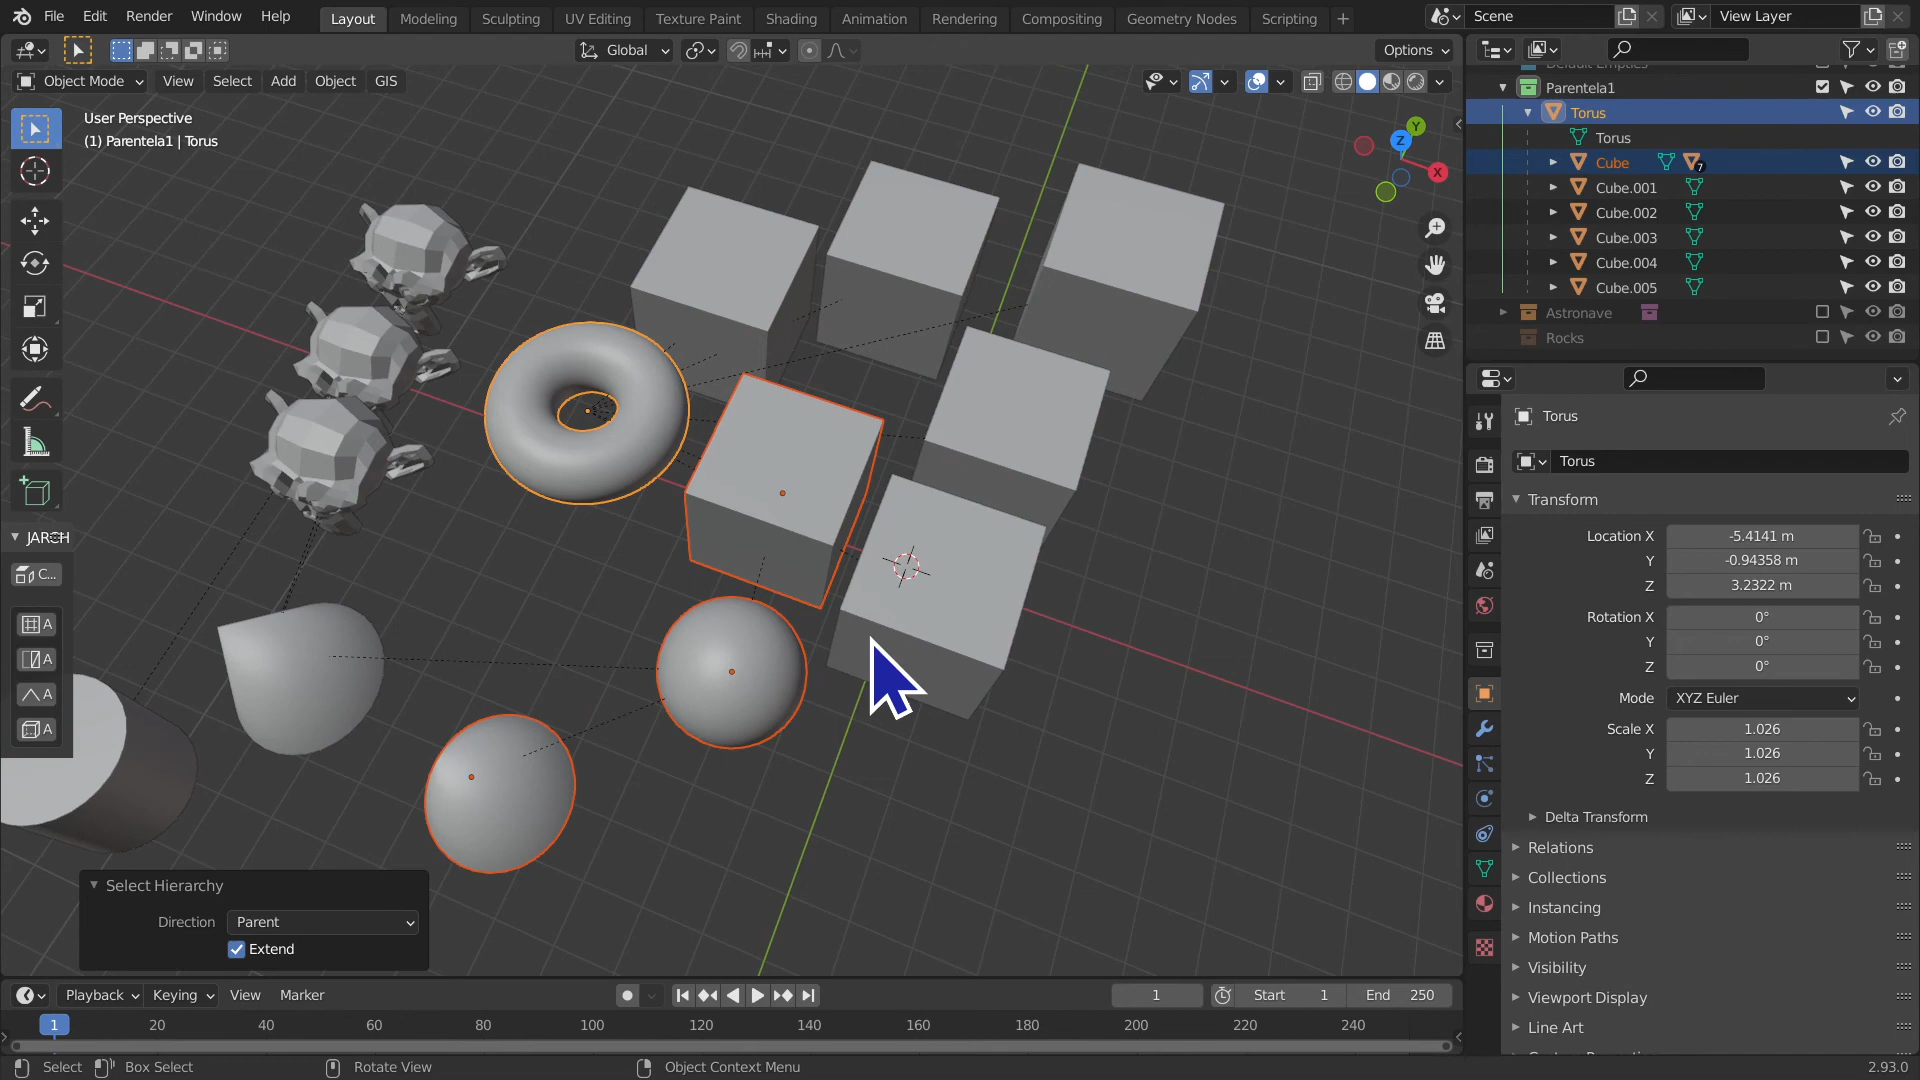 File Edit Render Window Help
Layout Modeling Sculpting UV Editing Texture Paint Shading Animation Rendering Compositing Geometry Nodes Scripting +
Scene
View Layer
Global
Options
Object Mode View Select Add Object GIS
User Perspective
(1) Parentela1 | Torus
Z
Y
X
C...
A
A
A
A
Select Hierarchy
Direction Parent
Extend
Playback Keying View Marker
1
Start 1
End 250
1 20 40 60 80 100 120 140 160 180 200 220 240
Select Box Select Rotate View Object Context Menu 2.93.0
Default Empties
Parentela1
Torus
Torus
Cube 7
Cube.001
Cube.002
Cube.003
Cube.004
Cube.005
Astronave
Rocks
Torus
Torus
Transform
Location X -5.4141 m
Y -0.94358 m
Z 3.2322 m
Rotation X 0°
Y 0°
Z 0°
Mode XYZ Euler
Scale X 1.026
Y 1.026
Z 1.026
Delta Transform
Relations
Collections
Instancing
Motion Paths
Visibility
Viewport Display
Line Art